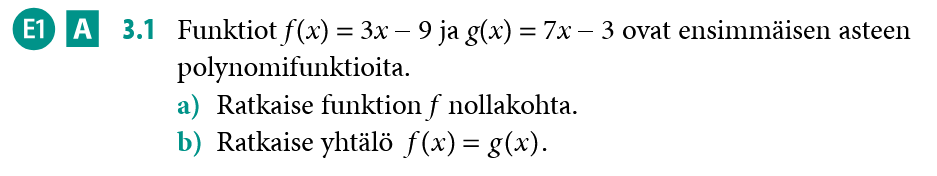 E1 A 3.1 Funktiot f(x) = 3x – 9 ja g(x) = 7x – 3 ovat ensimmäisen asteen
polynomifunktioita.
a) Ratkaise funktion f nollakohta.
b) Ratkaise yhtälö f(x) = g(x).